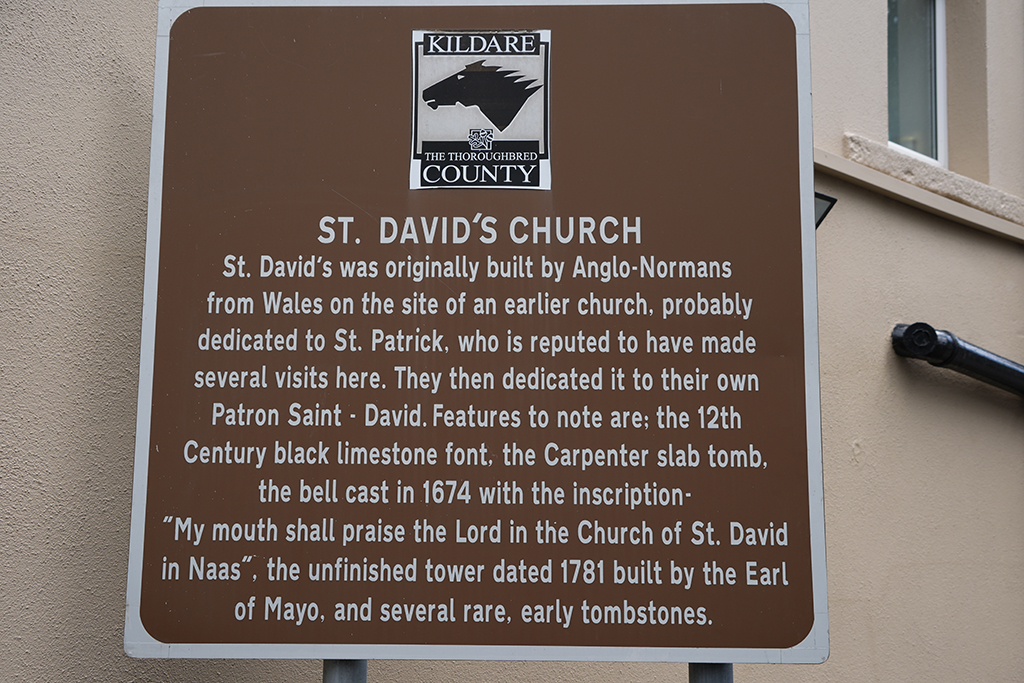 KILDARE
THE THOROUGHBRED
COUNTY
ST. DAVID'S CHURCH
St. David's was originally built by Anglo-Normans
from Wales on the site of an earlier church, probably
dedicated to St. Patrick, who is reputed to have made
several visits here. They then dedicated it to their own
Patron Saint - David. Features to note are; the 12th
Century black limestone font, the Carpenter slab tomb,
the bell cast in 1674 with the inscription-
"My mouth shall praise the Lord in the Church of St. David
in Naas", the unfinished tower dated 1781 built by the Earl
of Mayo, and several rare, early tombstones.